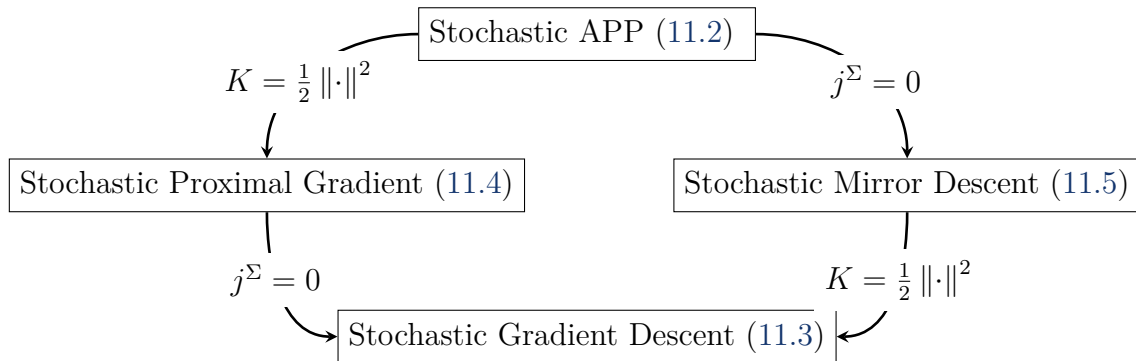 Stochastic APP (11.2)
K = 1/2 ‖·‖²
j^Σ = 0
Stochastic Proximal Gradient (11.4)
Stochastic Mirror Descent (11.5)
j^Σ = 0
K = 1/2 ‖·‖²
Stochastic Gradient Descent (11.3)